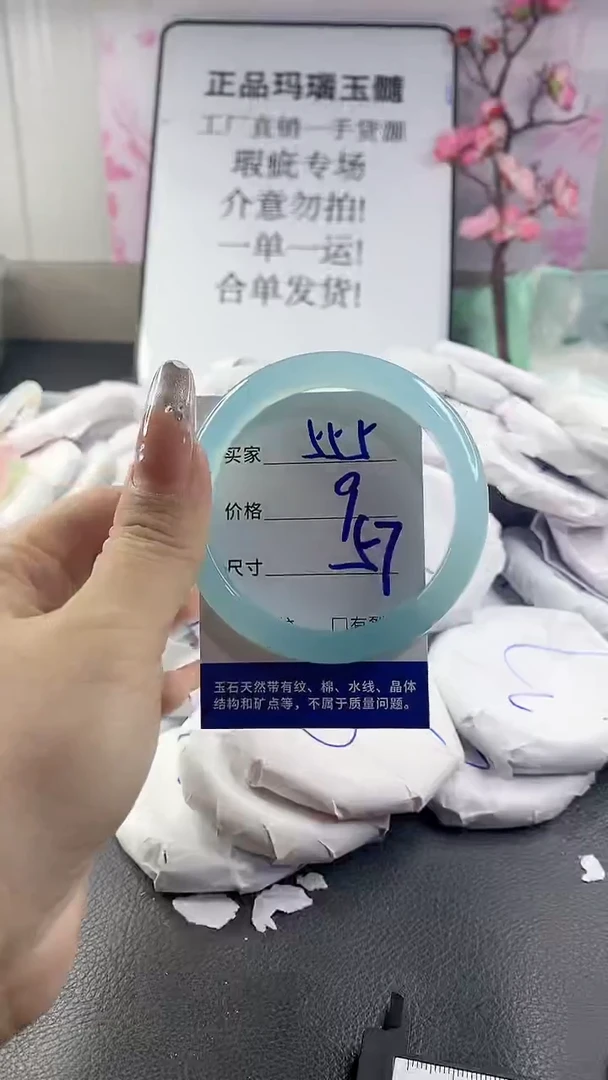 正品玛瑙玉髓
工厂直销一手货源
瑕疵专场
介意勿拍!
一单一运!
合单发货!
买家
价格 9
尺寸 57
口有裂
玉石天然带有纹、棉、水线、晶体
结构和矿点等，不属于质量问题。